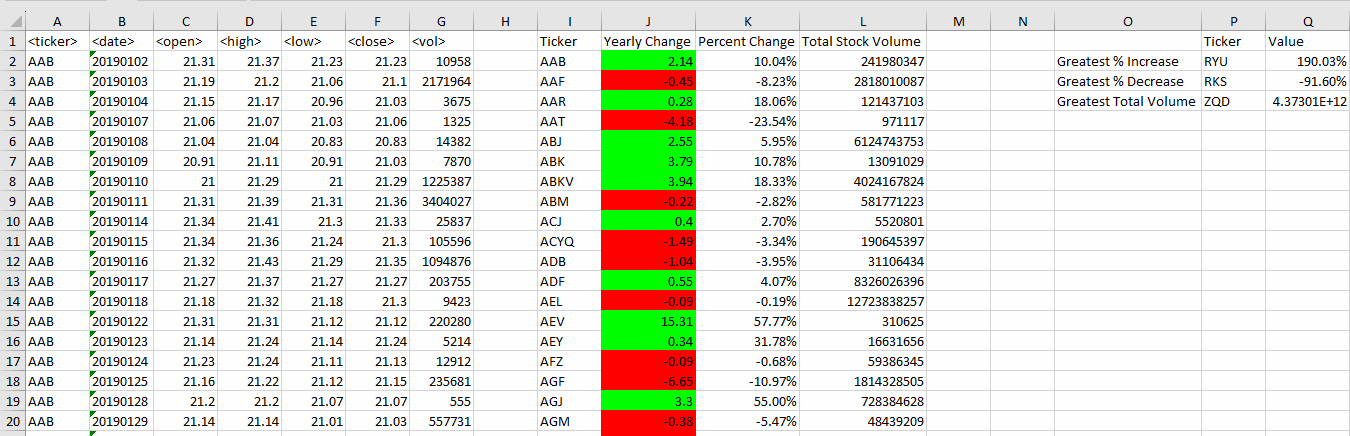 A B C D E F G H I J K L M N O P Q
1 <ticker> <date> <open> <high> <low> <close> <vol> Ticker Yearly Change Percent Change Total Stock Volume Ticker Value
2 AAB 20190102 21.31 21.37 21.23 21.23 10958 AAB 2.14 10.04% 241980347 Greatest % Increase RYU 190.03%
3 AAB 20190103 21.19 21.2 21.06 21.1 2171964 AAF -0.45 -8.23% 2818010087 Greatest % Decrease RKS -91.60%
4 AAB 20190104 21.15 21.17 20.96 21.03 3675 AAR 0.28 18.06% 121437103 Greatest Total Volume ZQD 4.37301E+12
5 AAB 20190107 21.06 21.07 21.03 21.06 1325 AAT -4.18 -23.54% 971117
6 AAB 20190108 21.04 21.04 20.83 20.83 14382 ABJ 2.55 5.95% 6124743753
7 AAB 20190109 20.91 21.11 20.91 21.03 7870 ABK 3.79 10.78% 13091029
8 AAB 20190110 21 21.29 21 21.29 1225387 ABKV 3.94 18.33% 4024167824
9 AAB 20190111 21.31 21.39 21.31 21.36 3404027 ABM -0.22 -2.82% 581771223
10 AAB 20190114 21.34 21.41 21.3 21.33 25837 ACJ 0.4 2.70% 5520801
11 AAB 20190115 21.34 21.36 21.24 21.3 105596 ACYQ -1.49 -3.34% 190645397
12 AAB 20190116 21.32 21.43 21.29 21.35 1094876 ADB -1.04 -3.95% 31106434
13 AAB 20190117 21.27 21.37 21.27 21.27 203755 ADF 0.55 4.07% 8326026396
14 AAB 20190118 21.18 21.32 21.18 21.3 9423 AEL -0.09 -0.19% 12723838257
15 AAB 20190122 21.31 21.31 21.12 21.12 220280 AEV 15.31 57.77% 310625
16 AAB 20190123 21.14 21.24 21.14 21.24 5214 AEY 0.34 31.78% 16631656
17 AAB 20190124 21.23 21.24 21.11 21.13 12912 AFZ -0.09 -0.68% 59386345
18 AAB 20190125 21.16 21.22 21.12 21.15 235681 AGF -6.65 -10.97% 1814328505
19 AAB 20190128 21.2 21.2 21.07 21.07 555 AGJ 3.3 55.00% 728384628
20 AAB 20190129 21.14 21.14 21.01 21.03 557731 AGM -0.38 -5.47% 48439209